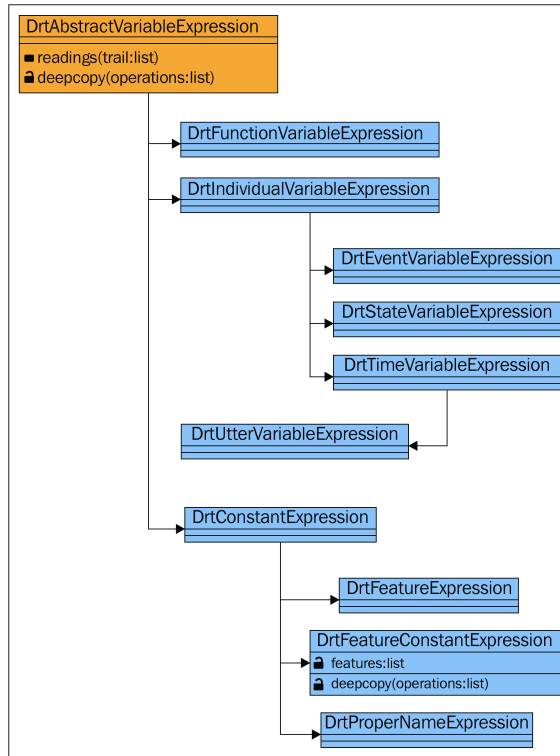 DrtAbstractVariableExpression
readings(trail:list)
deepcopy(operations:list)
DrtFunctionVariableExpression
DrtIndividualVariableExpression
DrtEventVariableExpression
DrtStateVariableExpression
DrtTimeVariableExpression
DrtUtterVariableExpression
DrtConstantExpression
DrtFeatureExpression
DrtFeatureConstantExpression
features:list
deepcopy(operations:list)
DrtProperNameExpression